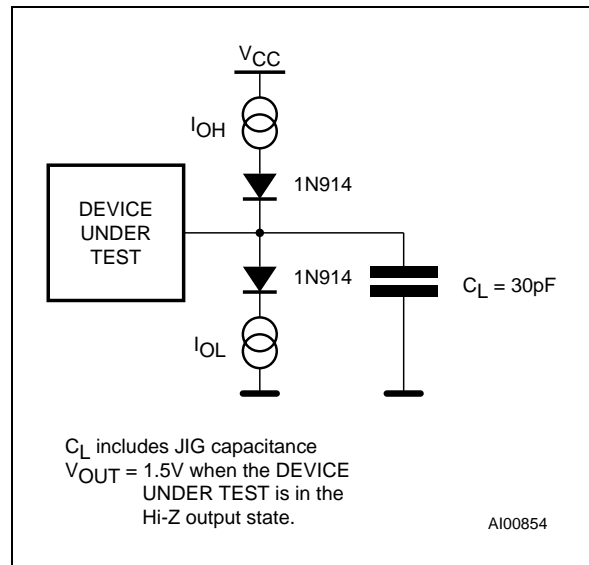 VCC
IOH
1N914
DEVICE
UNDER
TEST
1N914
CL = 30pF
IOL
CL includes JIG capacitance
VOUT = 1.5V when the DEVICE
UNDER TEST is in the
Hi-Z output state.
AI00854